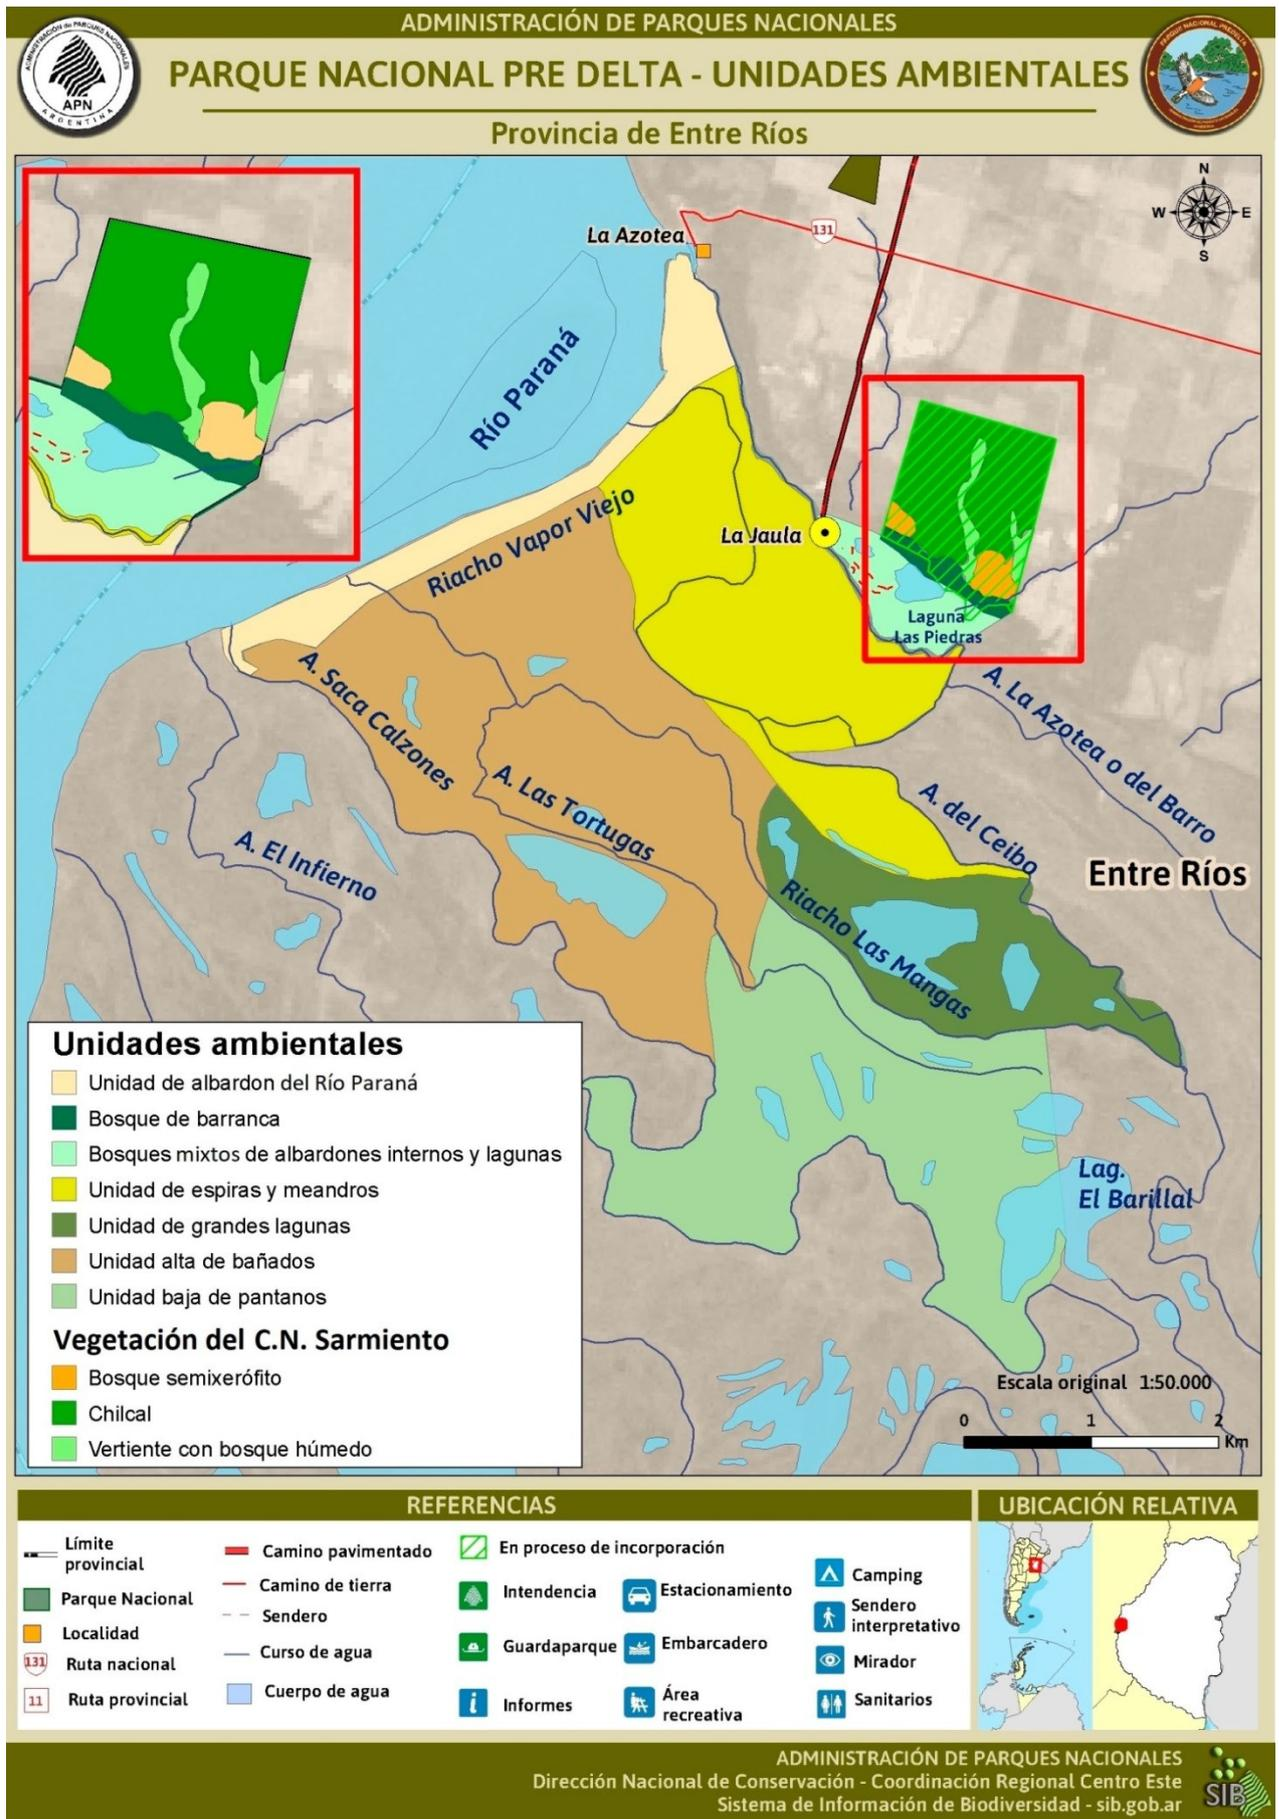 ADMINISTRACIÓN DE PARQUES NACIONALES
PARQUE NACIONAL PRE DELTA - UNIDADES AMBIENTALES
Provincia de Entre Ríos
ADMINISTRACIÓN de PARQUES NACIONALES
APN
ARGENTINA
PARQUE NACIONAL PREDELTA
N
W
E
S
La Azotea
131
Río Paraná
Riacho Vapor Viejo
La Jaula
Laguna
Las Piedras
A. Saca Calzones
A. La Azotea o del Barro
A. Las Tortugas
A. del Ceibo
A. El Infierno
Entre Ríos
Riacho Las Mangas
Lag.
El Barillal
Unidades ambientales
Unidad de albardon del Río Paraná
Bosque de barranca
Bosques mixtos de albardones internos y lagunas
Unidad de espiras y meandros
Unidad de grandes lagunas
Unidad alta de bañados
Unidad baja de pantanos
Vegetación del C.N. Sarmiento
Bosque semixerófito
Chilcal
Vertiente con bosque húmedo
Escala original 1:50.000
0 1 2
Km
REFERENCIAS
Límite
provincial
Parque Nacional
Localidad
131 Ruta nacional
11 Ruta provincial
Camino pavimentado
Camino de tierra
Sendero
Curso de agua
Cuerpo de agua
En proceso de incorporación
Intendencia
Guardaparque
Informes
Estacionamiento
Embarcadero
Área
recreativa
Camping
Sendero
interpretativo
Mirador
Sanitarios
UBICACIÓN RELATIVA
ADMINISTRACIÓN DE PARQUES NACIONALES
Dirección Nacional de Conservación - Coordinación Regional Centro Este
Sistema de Información de Biodiversidad - sib.gob.ar
SIB